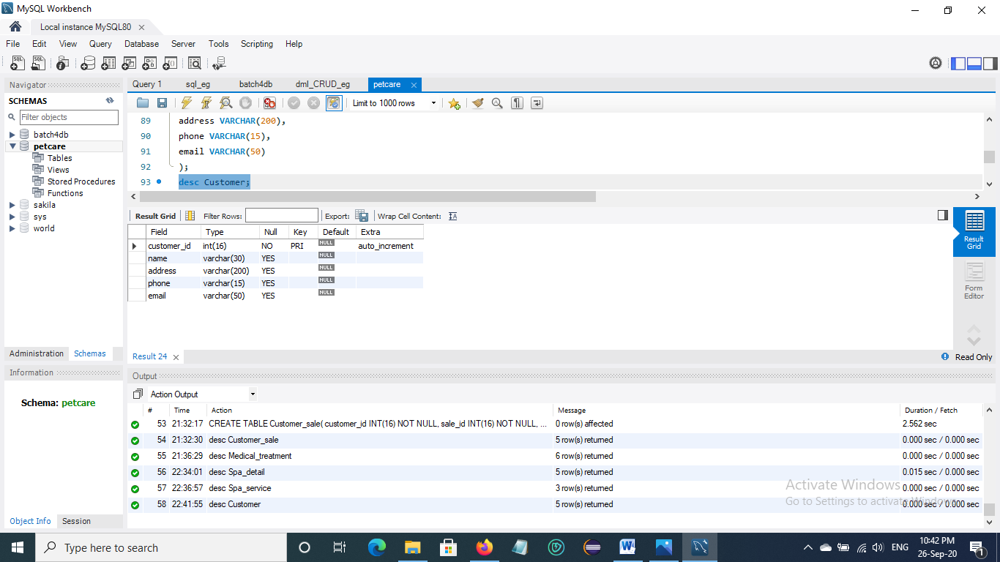 MySQL Workbench
Local instance MySQL80
File Edit View Query Database Server Tools Scripting Help
Navigator
SCHEMAS
Filter objects
batch4db
petcare
Tables
Views
Stored Procedures
Functions
sakila
sys
world
Administration Schemas
Information
Schema: petcare
Object Info Session
Query 1 sql_eg batch4db dml_CRUD_eg petcare
Limit to 1000 rows
89 address VARCHAR(200),
90 phone VARCHAR(15),
91 email VARCHAR(50)
92 );
93 desc Customer;
Result Grid Filter Rows: Export: Wrap Cell Content:
Field Type Null Key Default Extra
customer_id int(16) NO PRI NULL auto_increment
name varchar(30) YES NULL
address varchar(200) YES NULL
phone varchar(15) YES NULL
email varchar(50) YES NULL
Result Grid
Form Editor
Result 24
Read Only
Output
Action Output
# Time Action Message Duration / Fetch
53 21:32:17 CREATE TABLE Customer_sale( customer_id INT(16) NOT NULL, sale_id INT(16) NOT NULL, ... 0 row(s) affected 2.562 sec
54 21:32:30 desc Customer_sale 5 row(s) returned 0.000 sec / 0.000 sec
55 21:36:29 desc Medical_treatment 6 row(s) returned 0.000 sec / 0.000 sec
56 22:34:01 desc Spa_detail 5 row(s) returned 0.015 sec / 0.000 sec
57 22:36:57 desc Spa_service 3 row(s) returned 0.000 sec / 0.000 sec
58 22:41:55 desc Customer 5 row(s) returned 0.000 sec / 0.000 sec
Activate Windows
Go to Settings to activate Windows.
Type here to search
ENG
10:42 PM
26-Sep-20
1